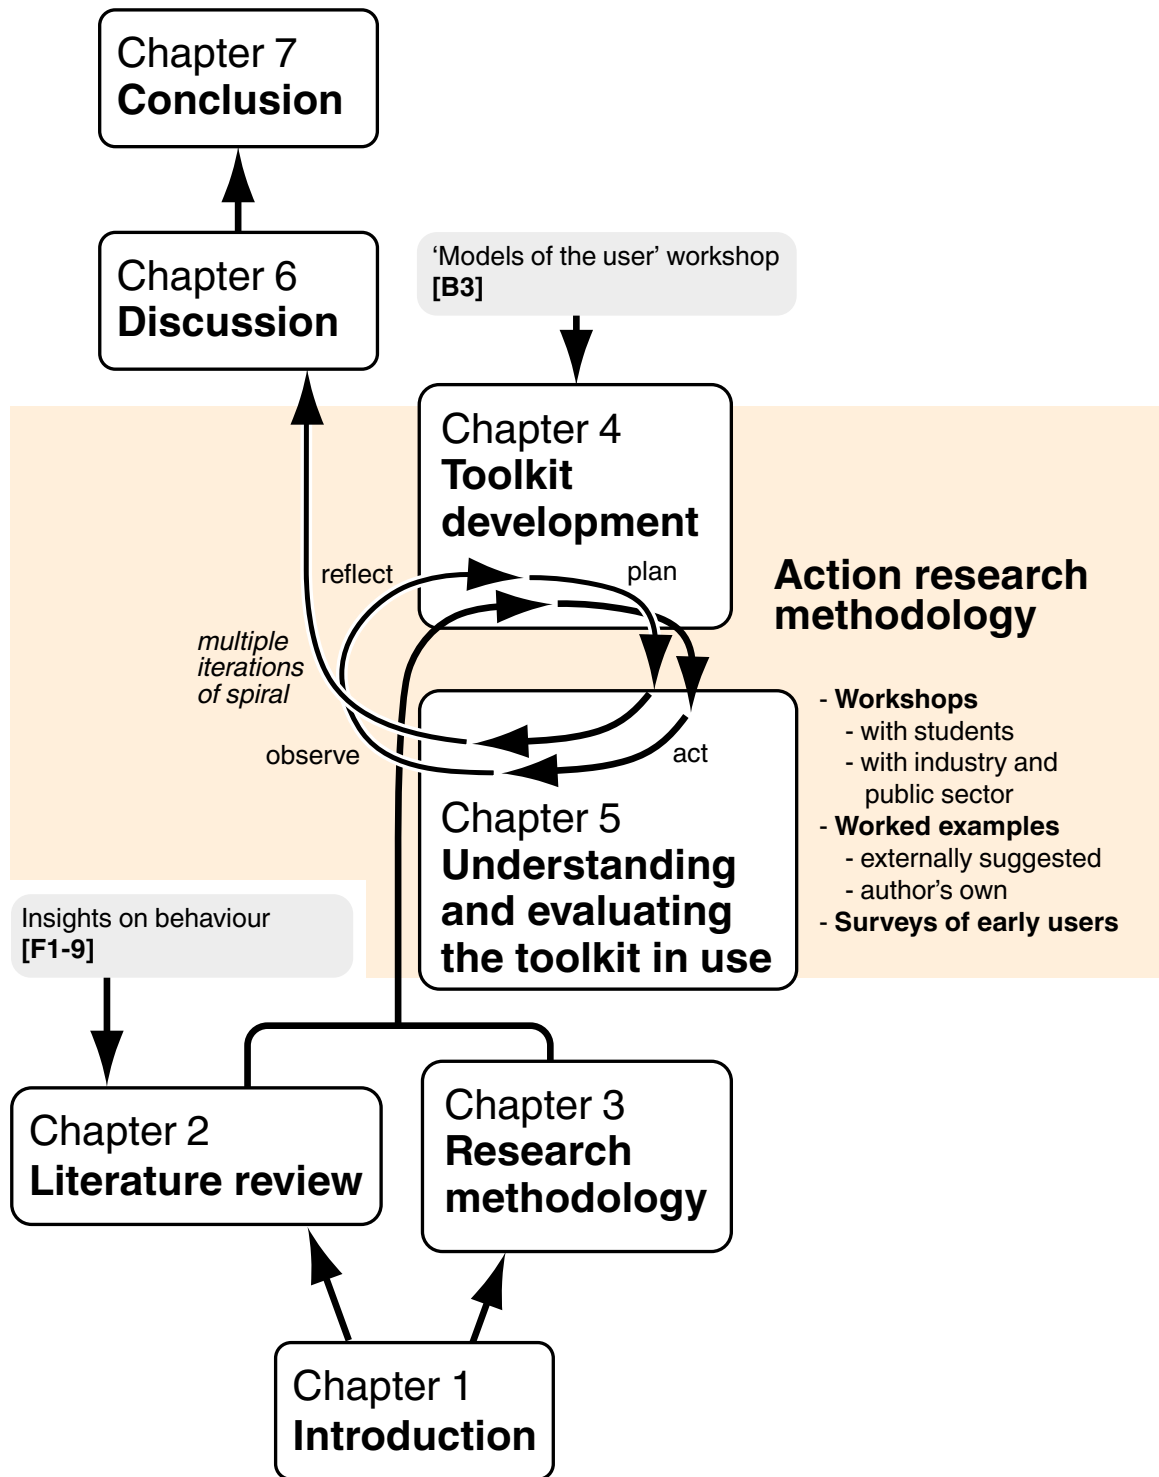 Chapter 7
Conclusion
Chapter 6
Discussion
‘Models of the user’ workshop
[B3]
Chapter 4
Toolkit
development
reflect
plan
multiple
iterations
of spiral
observe
act
Action research
methodology
- Workshops
- with students
- with industry and
public sector
- Worked examples
- externally suggested
- author’s own
- Surveys of early users
Chapter 5
Understanding
and evaluating
the toolkit in use
Insights on behaviour
[F1-9]
Chapter 2
Literature review
Chapter 3
Research
methodology
Chapter 1
Introduction